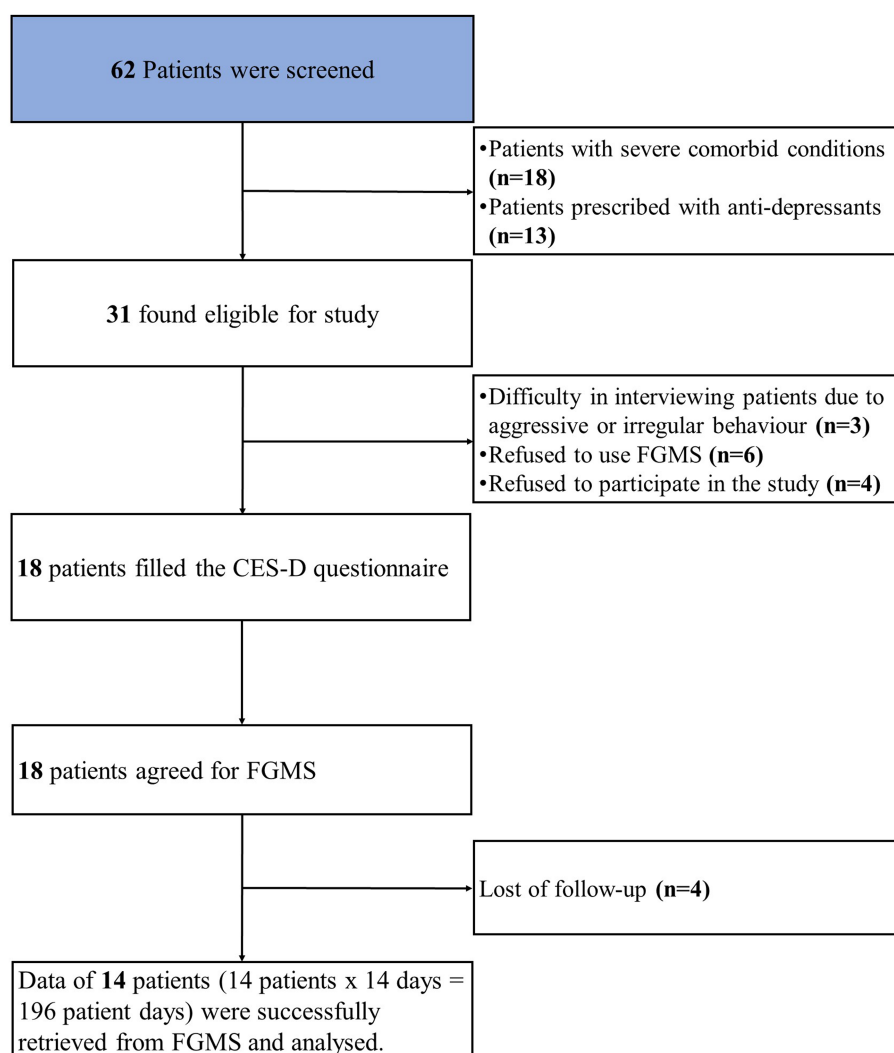 62 Patients were screened
•Patients with severe comorbid conditions
(n=18)
•Patients prescribed with anti-depressants
(n=13)
31 found eligible for study
•Difficulty in interviewing patients due to
aggressive or irregular behaviour (n=3)
•Refused to use FGMS (n=6)
•Refused to participate in the study (n=4)
18 patients filled the CES-D questionnaire
18 patients agreed for FGMS
Lost of follow-up (n=4)
Data of 14 patients (14 patients x 14 days =
196 patient days) were successfully
retrieved from FGMS and analysed.